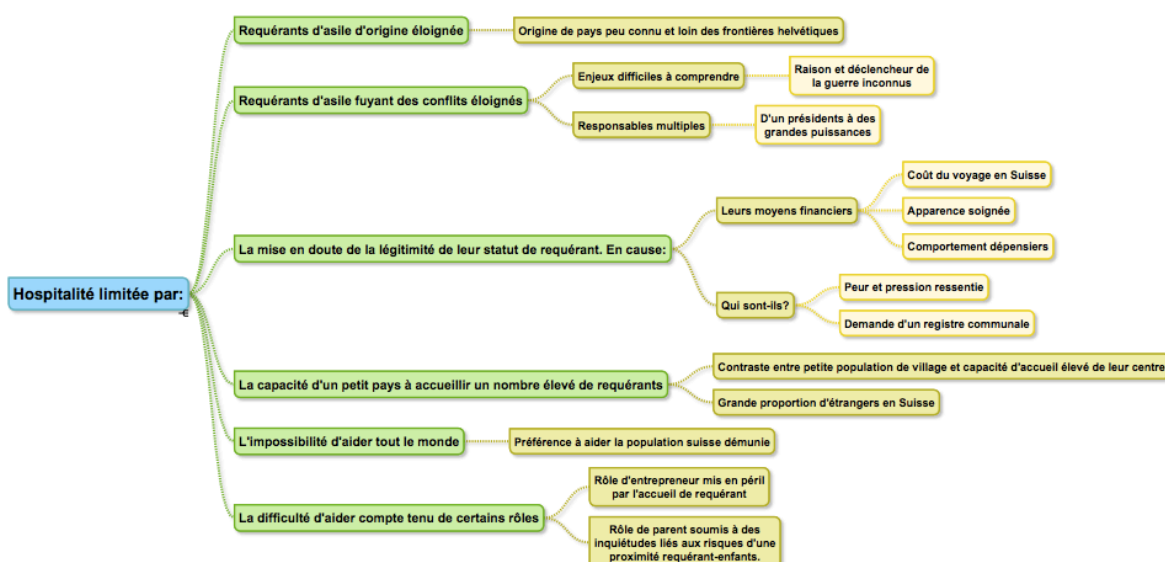 Hospitalité limitée par:
Requérants d'asile d'origine éloignée
Origine de pays peu connu et loin des frontières helvétiques
Requérants d'asile fuyant des conflits éloignés
Enjeux difficiles à comprendre
Raison et déclencheur de
la guerre inconnus
Responsables multiples
D'un présidents à des
grandes puissances
La mise en doute de la légitimité de leur statut de requérant. En cause:
Leurs moyens financiers
Coût du voyage en Suisse
Apparence soignée
Comportement dépensiers
Qui sont-ils?
Peur et pression ressentie
Demande d'un registre communale
La capacité d'un petit pays à accueillir un nombre élevé de requérants
Contraste entre petite population de village et capacité d'accueil élevé de leur centre
Grande proportion d'étrangers en Suisse
L'impossibilité d'aider tout le monde
Préférence à aider la population suisse démunie
La difficulté d'aider compte tenu de certains rôles
Rôle d'entrepreneur mis en péril
par l'accueil de requérant
Rôle de parent soumis à des
inquiétudes liés aux risques d'une
proximité requérant-enfants.